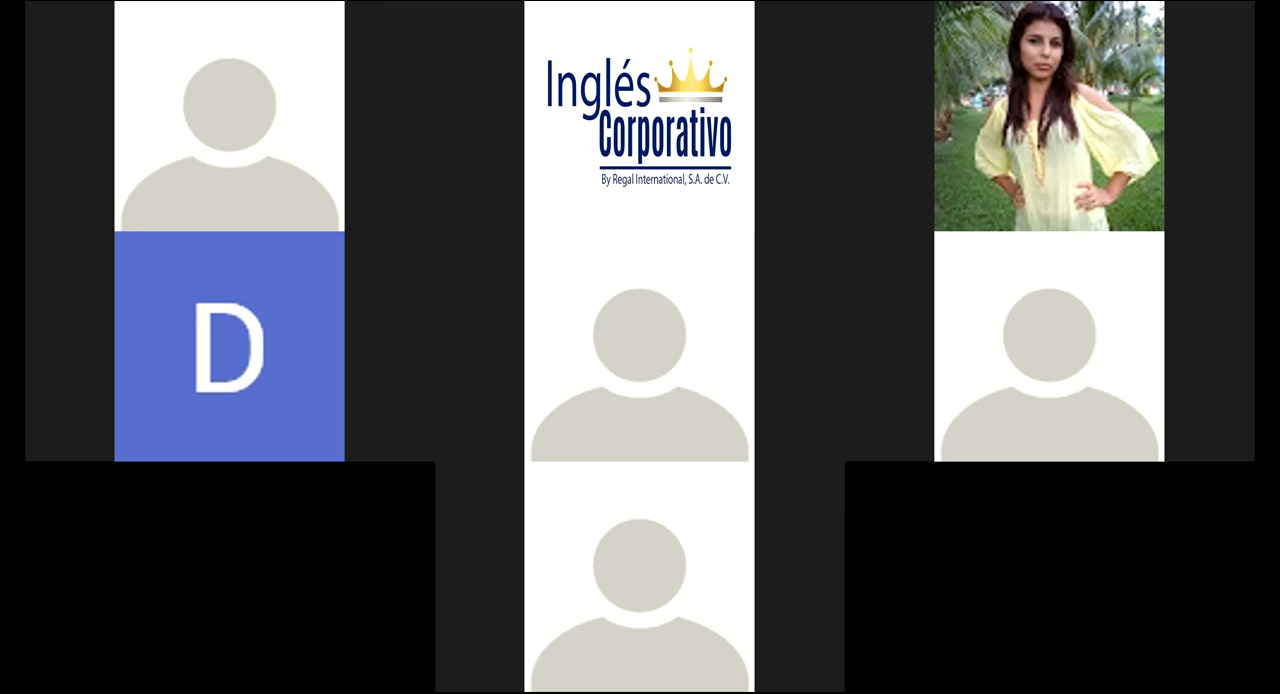 Inglés
Corporativo
By Regal International, S.A. de C.V.
D